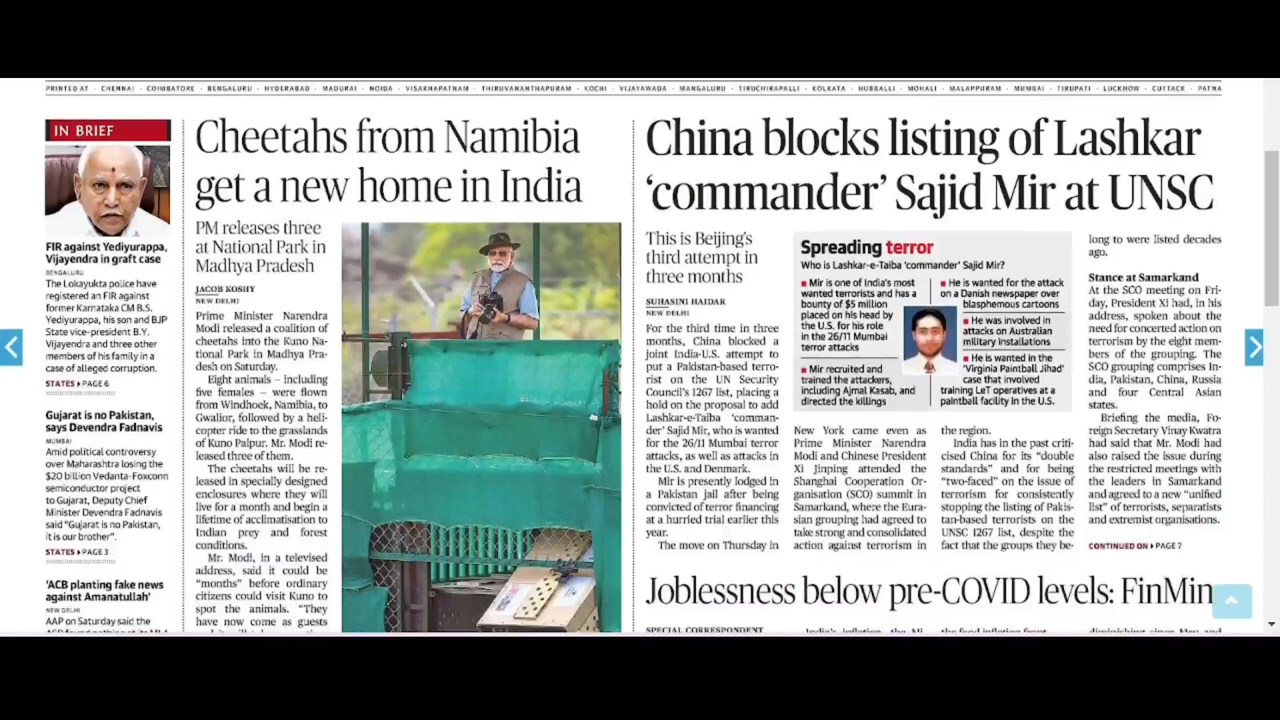 PRINTED AT - CHENNAI - COIMBATORE - BENGALURU - HYDERABAD - MADURAI - NOIDA - VISAKHAPATNAM - THIRUVANANTHAPURAM - KOCHI - VIJAYAWADA - MANGALURU - TIRUCHIRAPALLI - KOLKATA - HUBBALLI - MOHALI - MALAPPURAM - MUMBAI - TIRUPATI - LUCKNOW - CUTTACK - PATNA
IN BRIEF
FIR against Yediyurappa,
Vijayendra in graft case
BENGALURU
The Lokayukta police have
registered an FIR against
former Karnataka CM B.S.
Yediyurappa, his son and BJP
State vice-president B.Y.
Vijayendra and three other
members of his family in a
case of alleged corruption.
STATES ▸ PAGE 6
Gujarat is no Pakistan,
says Devendra Fadnavis
MUMBAI
Amid political controversy
over Maharashtra losing the
$20 billion Vedanta-Foxconn
semiconductor project
to Gujarat, Deputy Chief
Minister Devendra Fadnavis
said "Gujarat is no Pakistan,
it is our brother".
STATES ▸ PAGE 3
'ACB planting fake news
against Amanatullah'
NEW DELHI
AAP on Saturday said the
Cheetahs from Namibia
get a new home in India
PM releases three
at National Park in
Madhya Pradesh
JACOB KOSHY
NEW DELHI
Prime Minister Narendra
Modi released a coalition of
cheetahs into the Kuno Na-
tional Park in Madhya Pra-
desh on Saturday.
Eight animals – including
five females – were flown
from Windhoek, Namibia, to
Gwalior, followed by a heli-
copter ride to the grasslands
of Kuno Palpur. Mr. Modi re-
leased three of them.
The cheetahs will be re-
leased in specially designed
enclosures where they will
live for a month and begin a
lifetime of acclimatisation to
Indian prey and forest
conditions.
Mr. Modi, in a televised
address, said it could be
"months" before ordinary
citizens could visit Kuno to
spot the animals. "They
have now come as guests
China blocks listing of Lashkar
'commander' Sajid Mir at UNSC
This is Beijing's
third attempt in
three months
SUHASINI HAIDAR
NEW DELHI
For the third time in three
months, China blocked a
joint India-U.S. attempt to
put a Pakistan-based terro-
rist on the UN Security
Council's 1267 list, placing a
hold on the proposal to add
Lashkar-e-Taiba 'comman-
der' Sajid Mir, who is wanted
for the 26/11 Mumbai terror
attacks, as well as attacks in
the U.S. and Denmark.
Mir is presently lodged in
a Pakistan jail after being
convicted of terror financing
at a hurried trial earlier this
year.
The move on Thursday in
Spreading terror
Who is Lashkar-e-Taiba 'commander' Sajid Mir?
■ Mir is one of India's most
wanted terrorists and has a
bounty of $5 million
placed on his head by
the U.S. for his role
in the 26/11 Mumbai
terror attacks
■ Mir recruited and
trained the attackers,
including Ajmal Kasab, and
directed the killings
■ He is wanted for the attack
on a Danish newspaper over
blasphemous cartoons
■ He was involved in
attacks on Australian
military installations
■ He is wanted in the
'Virginia Paintball Jihad'
case that involved
training LeT operatives at a
paintball facility in the U.S.
New York came even as
Prime Minister Narendra
Modi and Chinese President
Xi Jinping attended the
Shanghai Cooperation Or-
ganisation (SCO) summit in
Samarkand, where the Eura-
sian grouping had agreed to
take strong and consolidated
action against terrorism in
the region.
India has in the past criti-
cised China for its "double
standards" and for being
"two-faced" on the issue of
terrorism for consistently
stopping the listing of Pakis-
tan-based terrorists on the
UNSC 1267 list, despite the
fact that the groups they be-
long to were listed decades
ago.
Stance at Samarkand
At the SCO meeting on Fri-
day, President Xi had, in his
address, spoken about the
need for concerted action on
terrorism by the eight mem-
bers of the grouping. The
SCO grouping comprises In-
dia, Pakistan, China, Russia
and four Central Asian
states.
Briefing the media, Fo-
reign Secretary Vinay Kwatra
had said that Mr. Modi had
also raised the issue during
the restricted meetings with
the leaders in Samarkand
and agreed to a new "unified
list" of terrorists, separatists
and extremist organisations.
CONTINUED ON ▸ PAGE 7
Joblessness below pre-COVID levels: FinMin
SPECIAL CORRESPONDENT